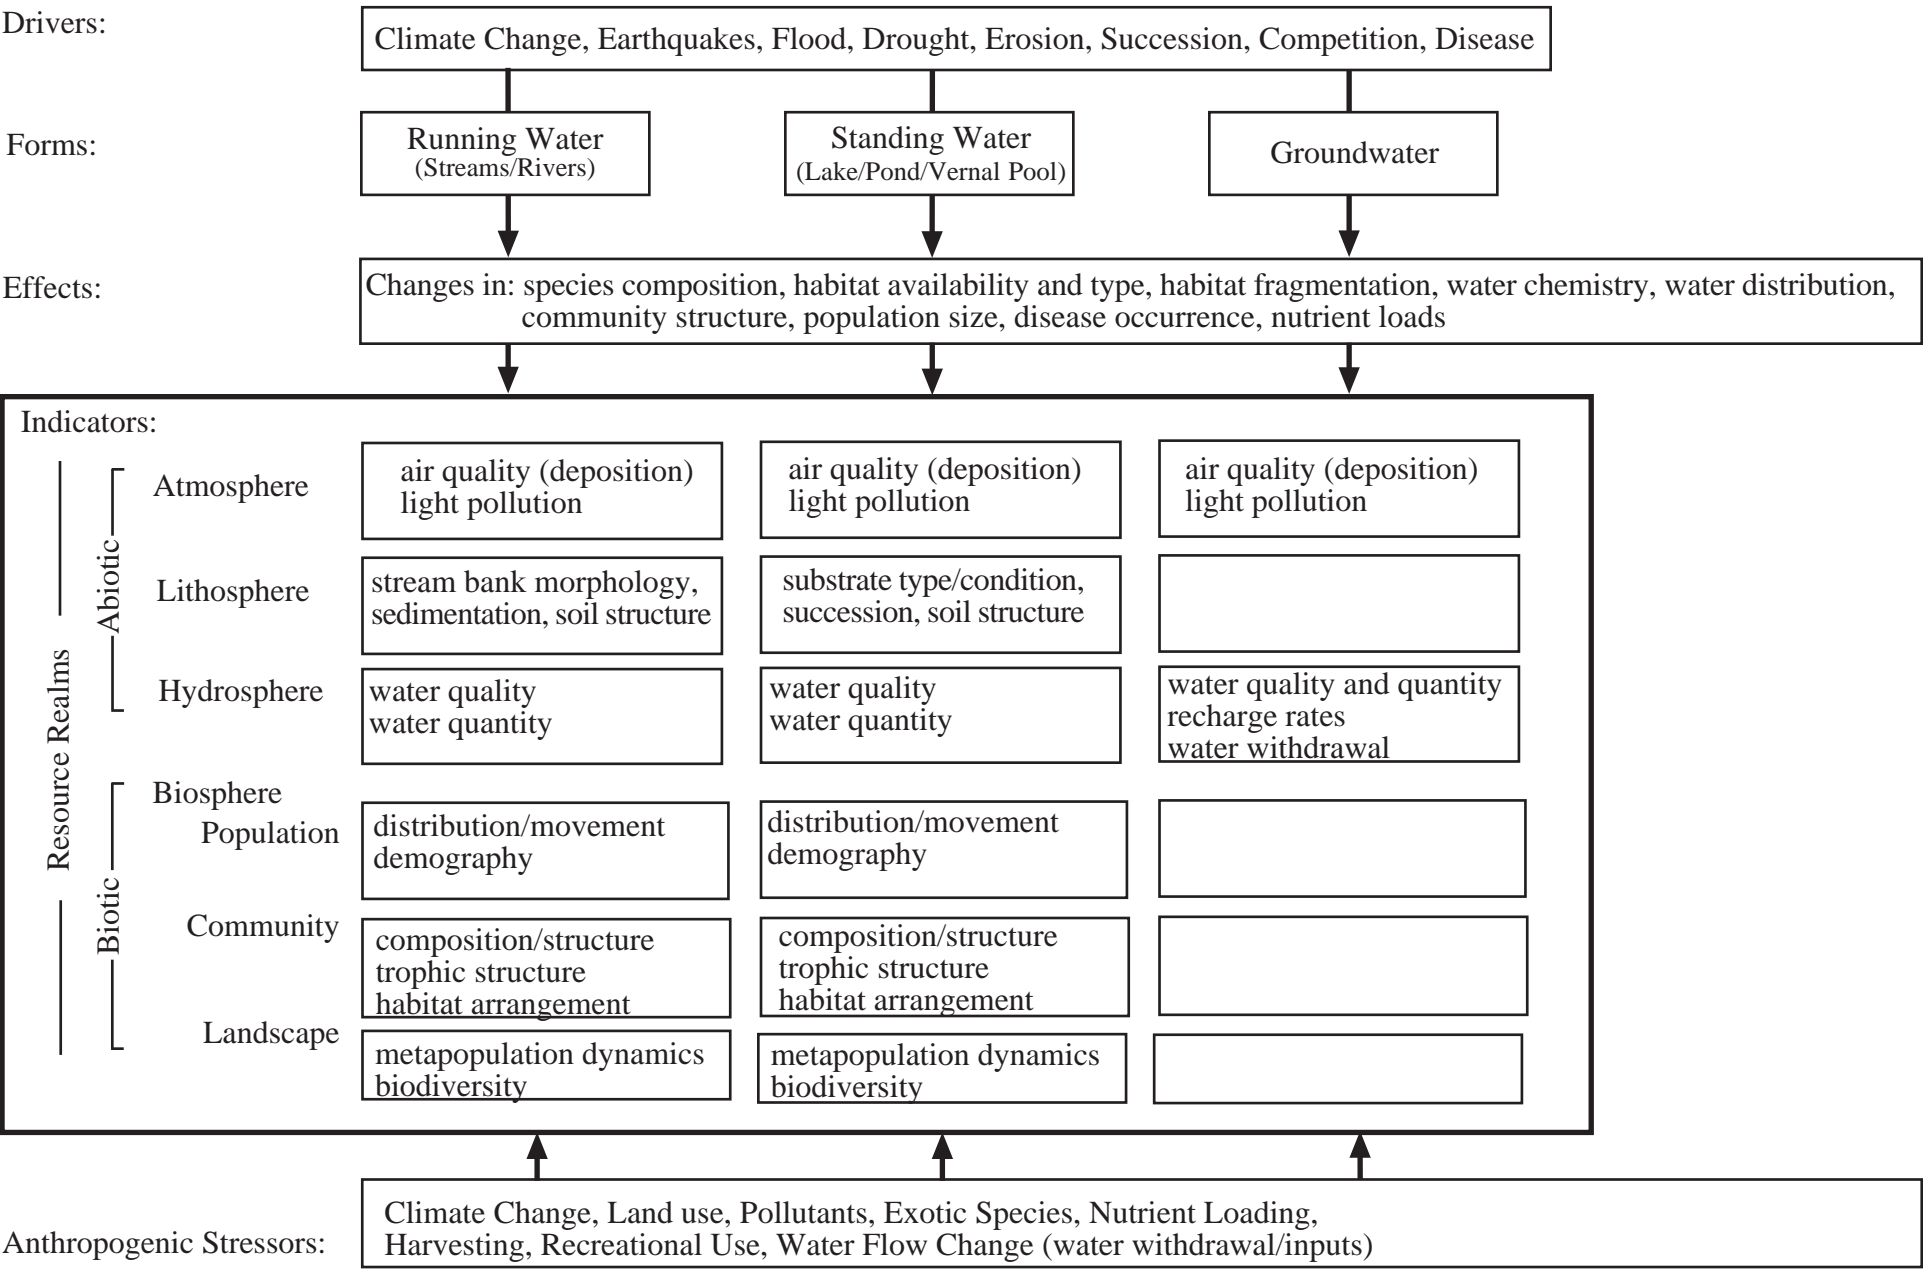 Drivers:
Climate Change, Earthquakes, Flood, Drought, Erosion, Succession, Competition, Disease
Forms:
Running Water
(Streams/Rivers)
Standing Water
(Lake/Pond/Vernal Pool)
Groundwater
Effects:
Changes in: species composition, habitat availability and type, habitat fragmentation, water chemistry, water distribution,
community structure, population size, disease occurrence, nutrient loads
Indicators:
Resource Realms
Abiotic
Atmosphere
air quality (deposition)
light pollution
air quality (deposition)
light pollution
air quality (deposition)
light pollution
Lithosphere
stream bank morphology,
sedimentation, soil structure
substrate type/condition,
succession, soil structure
Hydrosphere
water quality
water quantity
water quality
water quantity
water quality and quantity
recharge rates
water withdrawal
Biotic
Biosphere
Population
distribution/movement
demography
distribution/movement
demography
Community
composition/structure
trophic structure
habitat arrangement
composition/structure
trophic structure
habitat arrangement
Landscape
metapopulation dynamics
biodiversity
metapopulation dynamics
biodiversity
Anthropogenic Stressors:
Climate Change, Land use, Pollutants, Exotic Species, Nutrient Loading,
Harvesting, Recreational Use, Water Flow Change (water withdrawal/inputs)